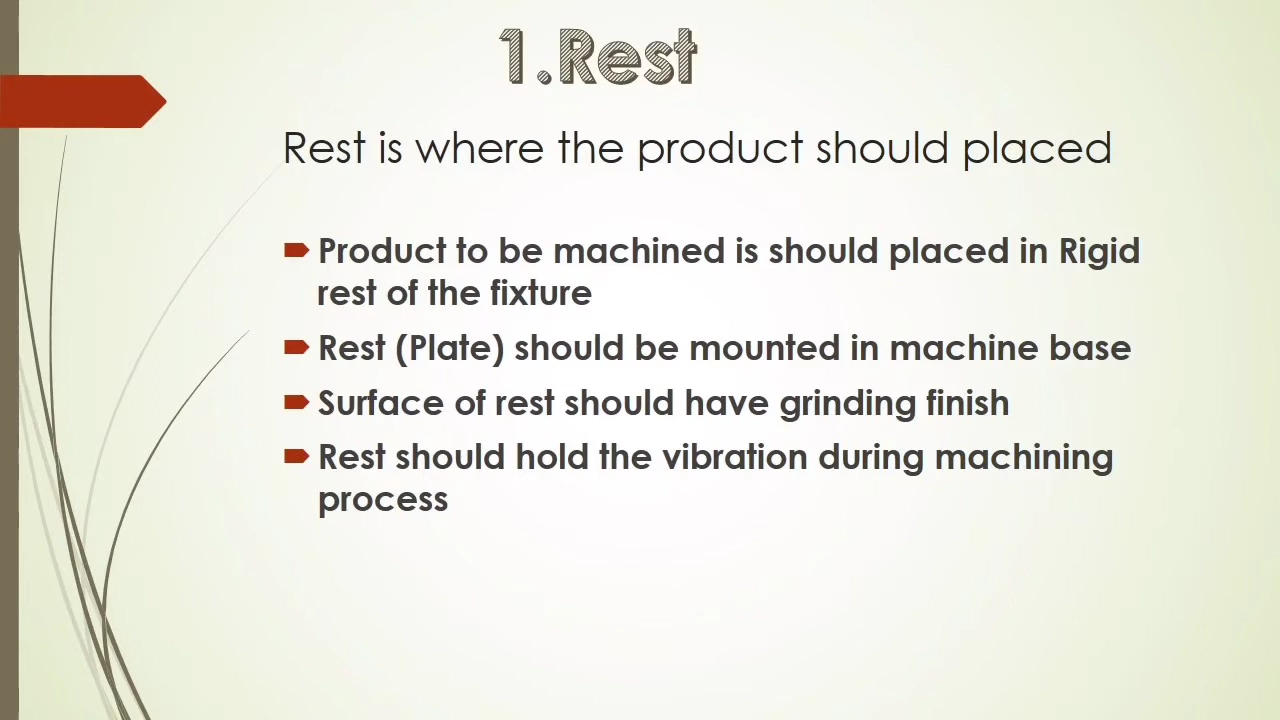 1.Rest
Rest is where the product should placed
Product to be machined is should placed in Rigid
rest of the fixture
Rest (Plate) should be mounted in machine base
Surface of rest should have grinding finish
Rest should hold the vibration during machining
process